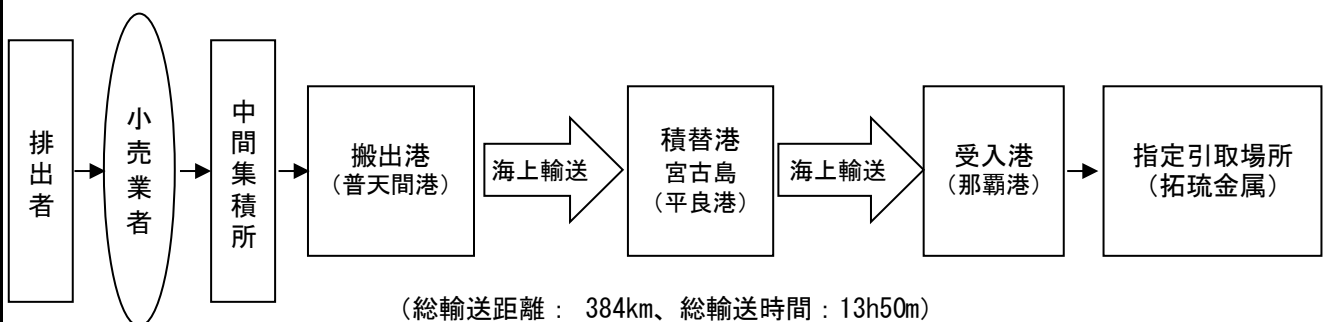 排出者
小売業者
中間集積所
搬出港
（普天間港）
海上輸送
積替港
宮古島
（平良港）
海上輸送
受入港
（那覇港）
指定引取場所
（拓琉金属）
（総輸送距離： 384km、総輸送時間：13h50m）